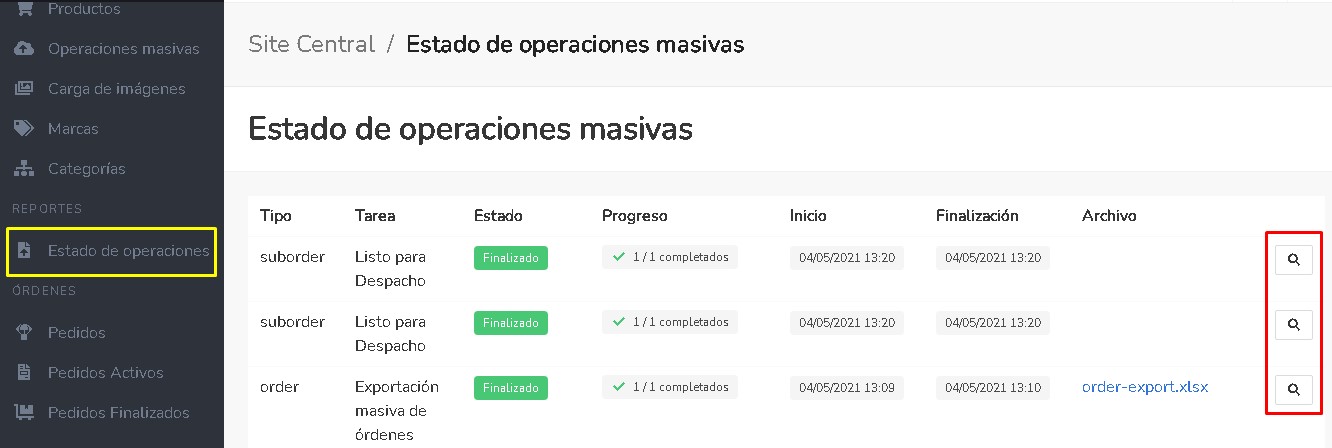 Productos
Operaciones masivas
Carga de imágenes
Marcas
Categorías
REPORTES
Estado de operaciones
ÓRDENES
Pedidos
Pedidos Activos
Pedidos Finalizados
Site Central / Estado de operaciones masivas
Estado de operaciones masivas
Tipo Tarea Estado Progreso Inicio Finalización Archivo
suborder Listo para Finalizado 1 / 1 completados 04/05/2021 13:20 04/05/2021 13:20
Despacho
suborder Listo para Finalizado 1 / 1 completados 04/05/2021 13:20 04/05/2021 13:20
Despacho
order Exportación Finalizado 1 / 1 completados 04/05/2021 13:09 04/05/2021 13:10 order-export.xlsx
masiva de
órdenes